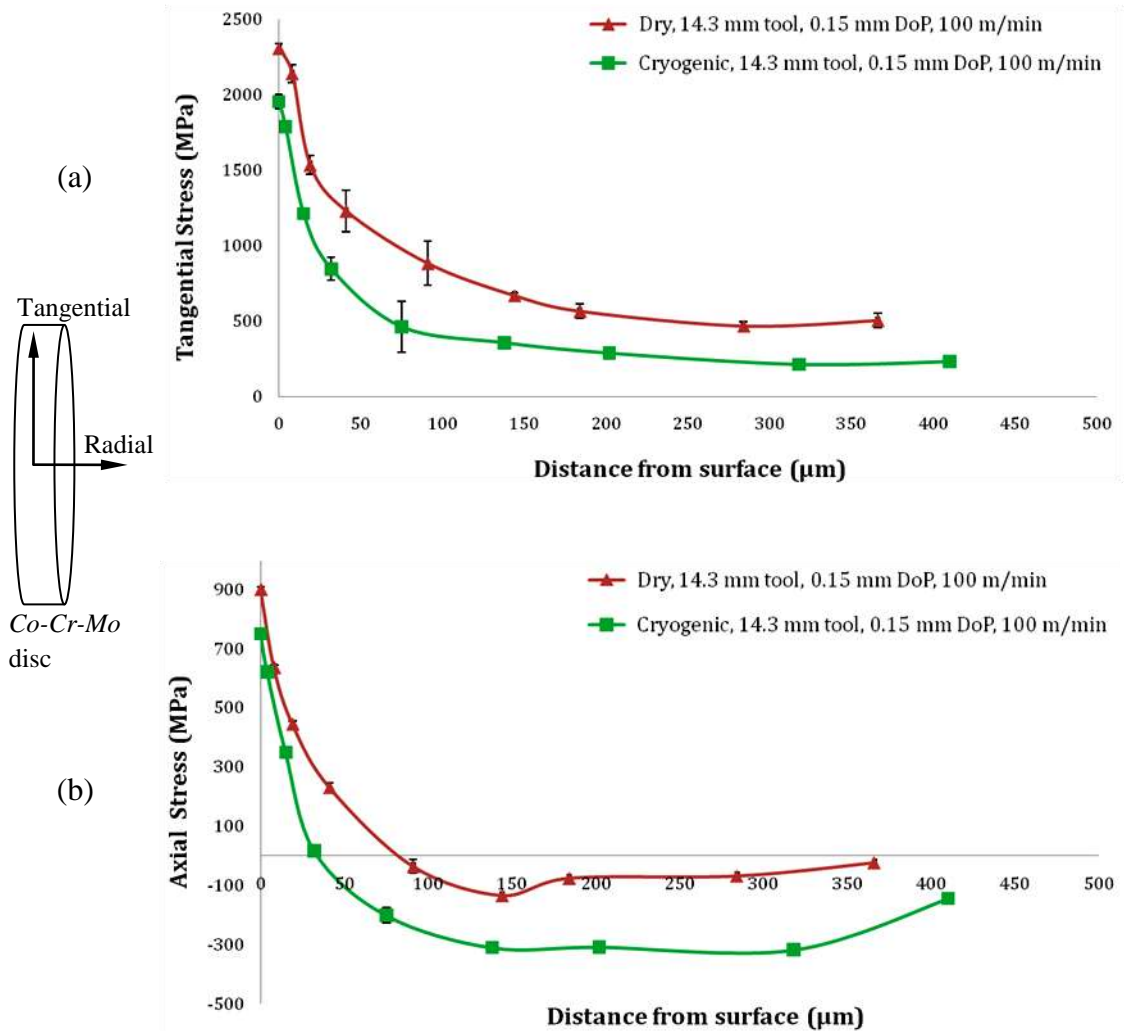 Dry, 14.3 mm tool, 0.15 mm DoP, 100 m/min
Cryogenic, 14.3 mm tool, 0.15 mm DoP, 100 m/min
Tangential Stress (MPa)
2500
2000
1500
1000
500
0
0 50 100 150 200 250 300 350 400 450 500
Distance from surface (µm)
(a)
Tangential
Radial
Co-Cr-Mo
disc
(b)
Dry, 14.3 mm tool, 0.15 mm DoP, 100 m/min
Cryogenic, 14.3 mm tool, 0.15 mm DoP, 100 m/min
Axial Stress (MPa)
900
700
500
300
100
-100
-300
-500
0 50 100 150 200 250 300 350 400 450 500
Distance from surface (µm)